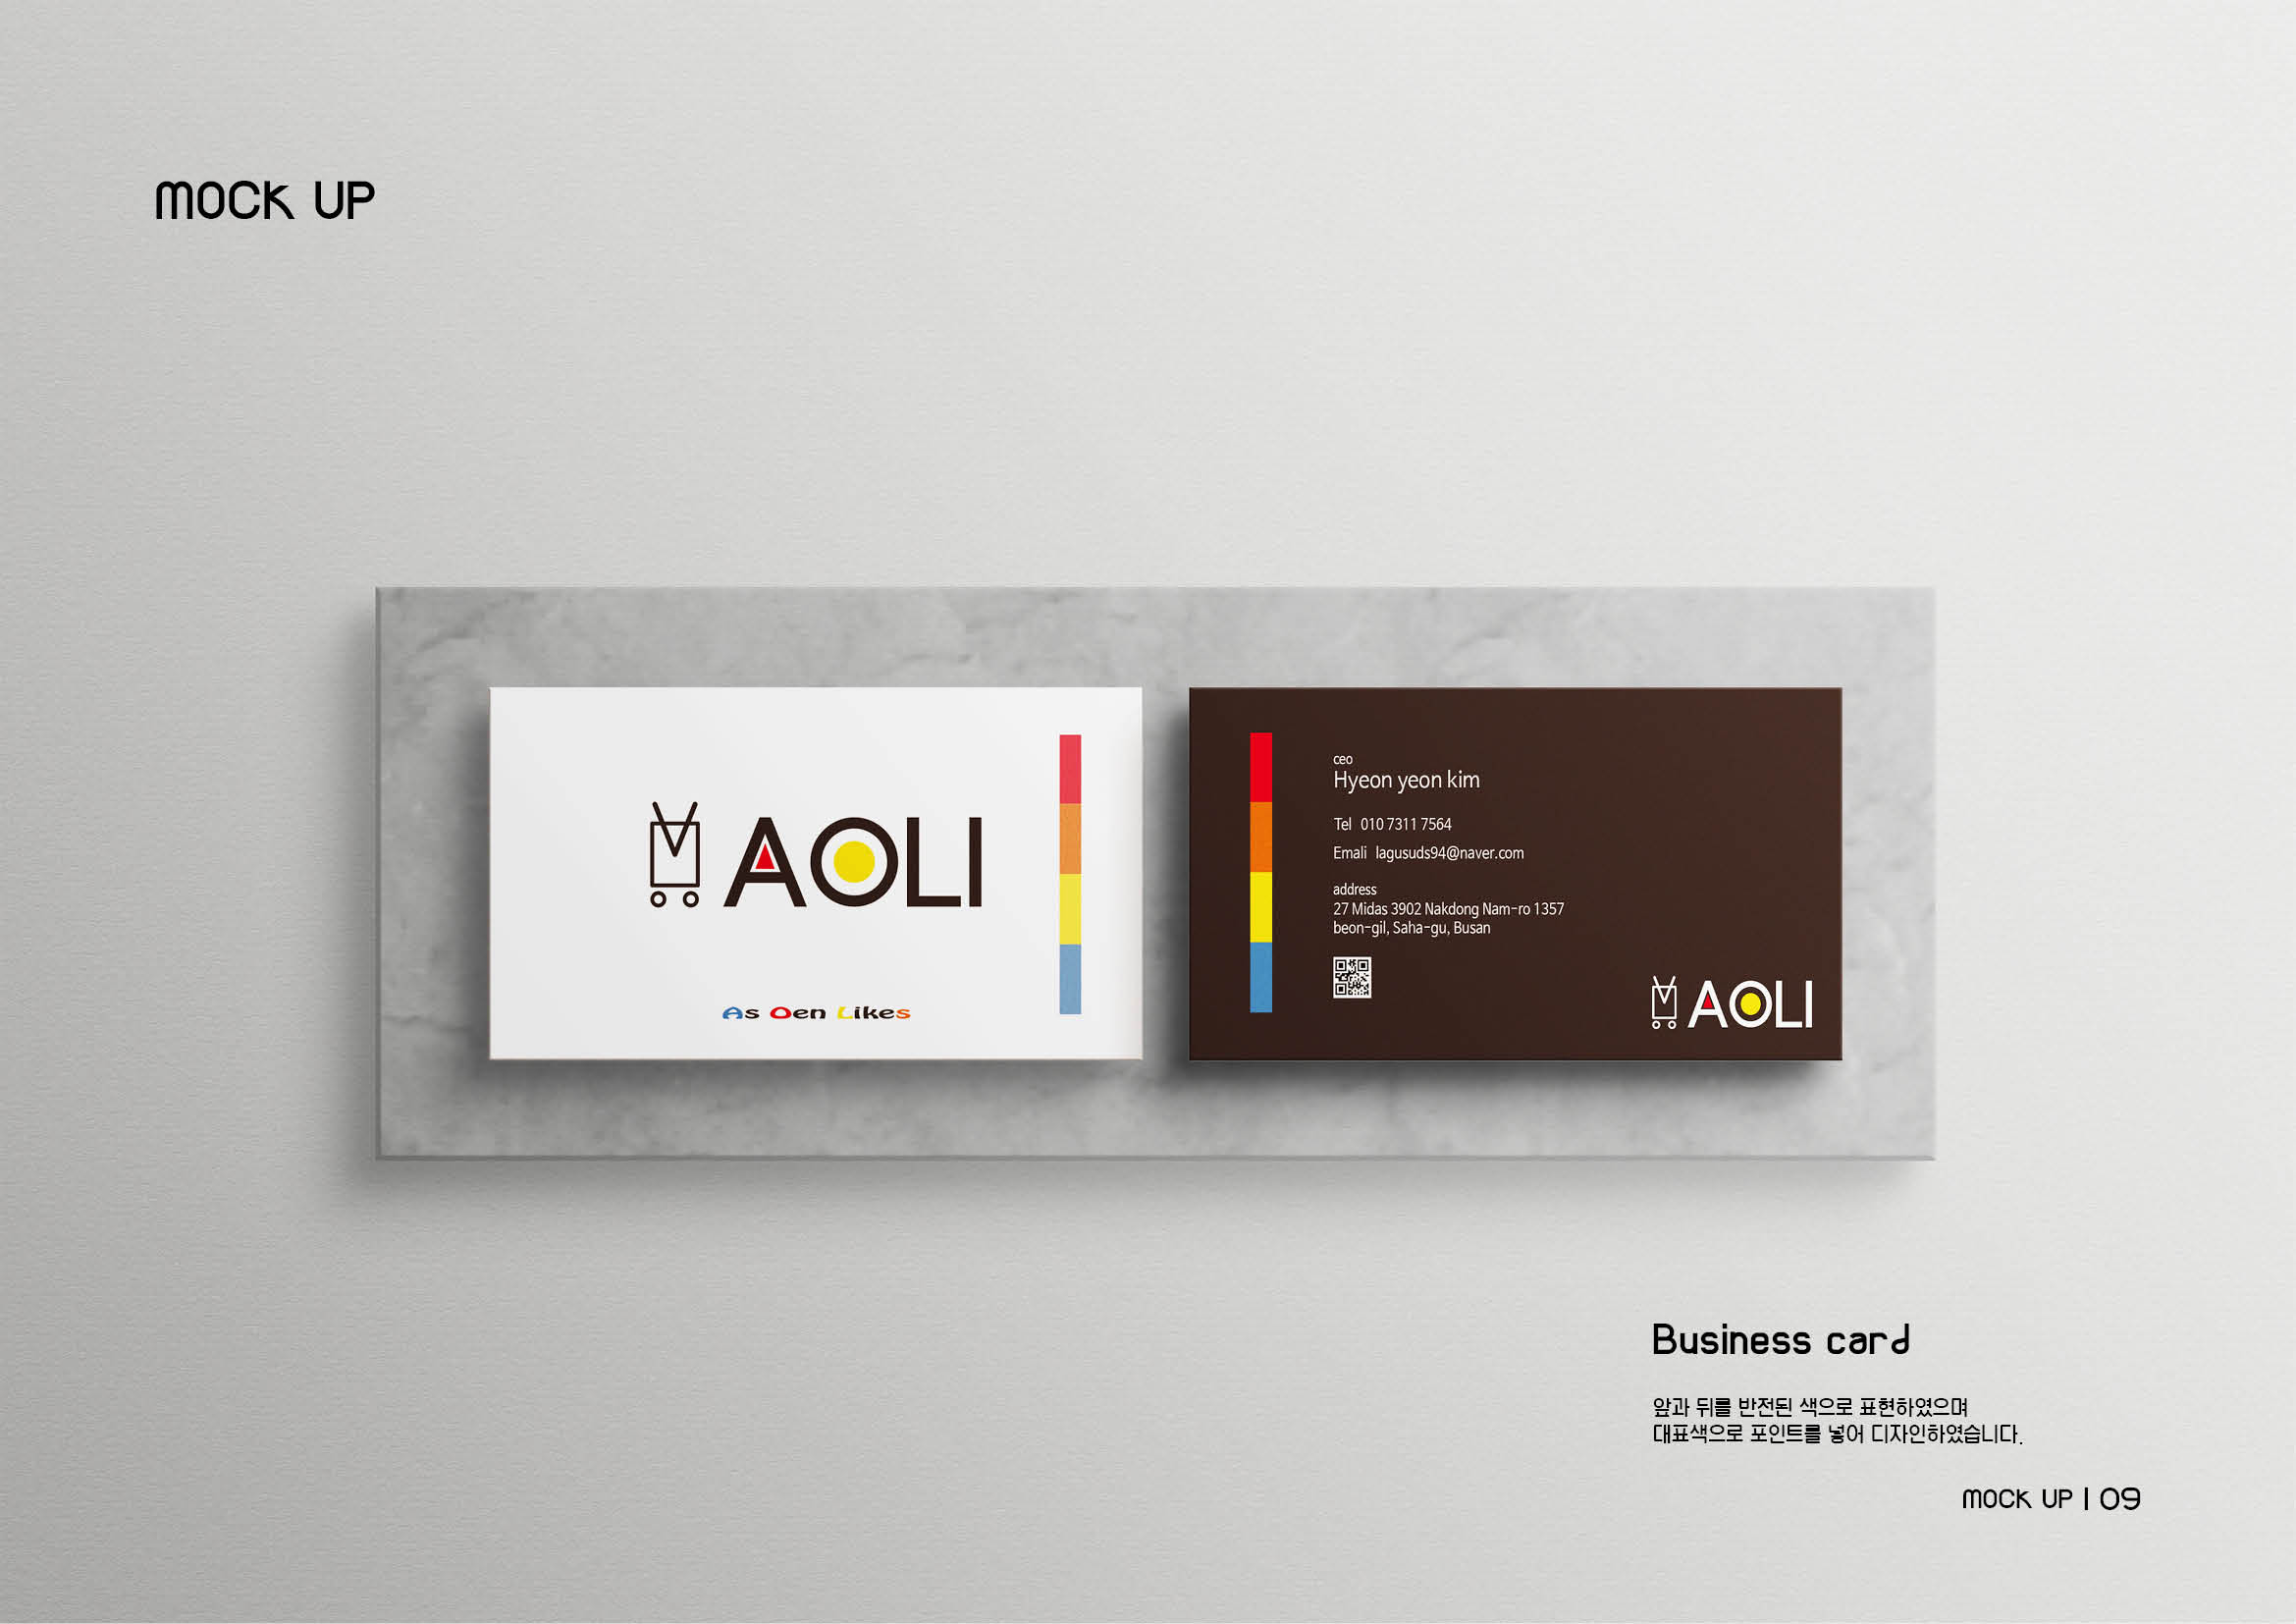 MOCK UP
AOLI
As Oen Likes
ceo
Hyeon yeon kim
Tel 010 7311 7564
Emali lagusuds94@naver.com
address
27 Midas 3902 Nakdong Nam-ro 1357
beon-gil, Saha-gu, Busan
AOLI
Business card
앞과 뒤를 반전된 색으로 표현하였으며
대표색으로 포인트를 넣어 디자인하였습니다.
MOCK UP | 09